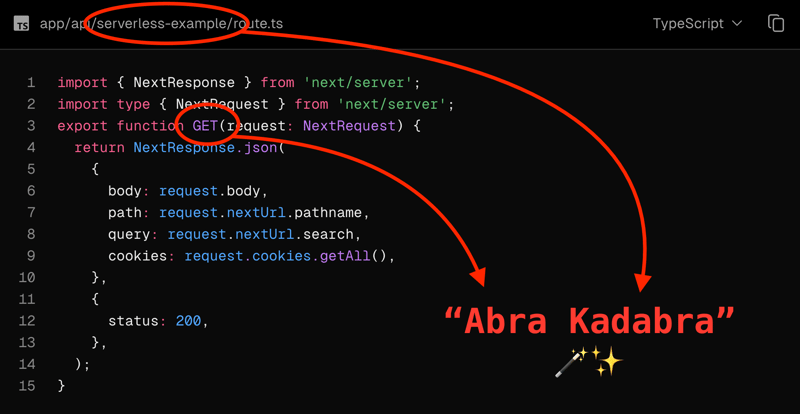 TS app/api/serverless-example/route.ts TypeScript
1 import { NextResponse } from 'next/server';
2 import type { NextRequest } from 'next/server';
3 export function GET(request: NextRequest) {
4 return NextResponse.json(
5 {
6 body: request.body,
7 path: request.nextUrl.pathname,
8 query: request.nextUrl.search,
9 cookies: request.cookies.getAll(),
10 },
11 {
12 status: 200,
13 },
14 );
15 }
“Abra Kadabra”